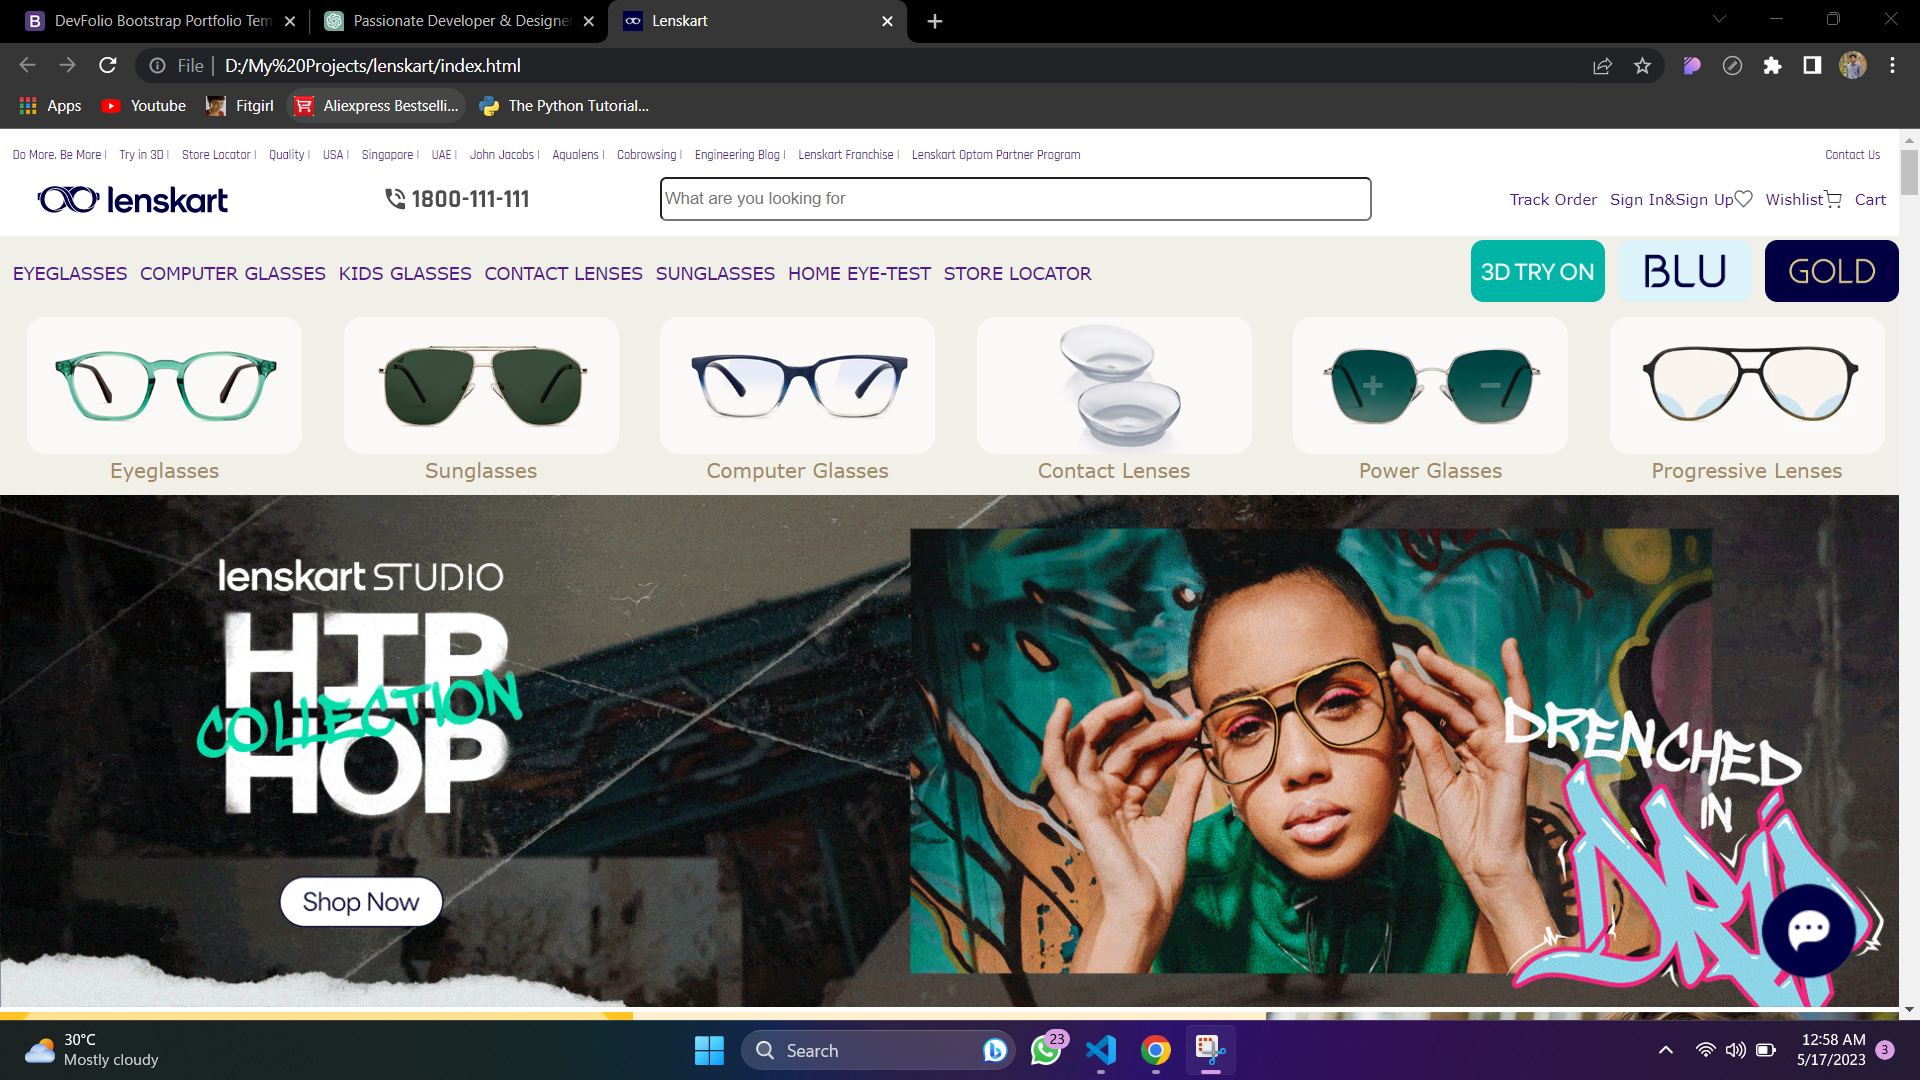 DevFolio Bootstrap Portfolio Tem
Passionate Developer & Designe
Lenskart
File
D:/My%20Projects/lenskart/index.html
Apps
Youtube
Fitgirl
Aliexpress Bestselli...
The Python Tutorial...
Do More, Be More |
Try in 3D |
Store Locator |
Quality |
USA |
Singapore |
UAE |
John Jacobs |
Aqualens |
Cobrowsing |
Engineering Blog |
Lenskart Franchise |
Lenskart Optom Partner Program
Contact Us
lenskart
1800-111-111
What are you looking for
Track Order
Sign In&Sign Up
Wishlist
Cart
EYEGLASSES
COMPUTER GLASSES
KIDS GLASSES
CONTACT LENSES
SUNGLASSES
HOME EYE-TEST
STORE LOCATOR
3D TRY ON
BLU
GOLD
Eyeglasses
Sunglasses
Computer Glasses
Contact Lenses
Power Glasses
Progressive Lenses
lenskart STUDIO
HIP
COLLECTION
HOP
Shop Now
DRENCHED
IN
30°C
Mostly cloudy
Search
23
12:58 AM
5/17/2023
3